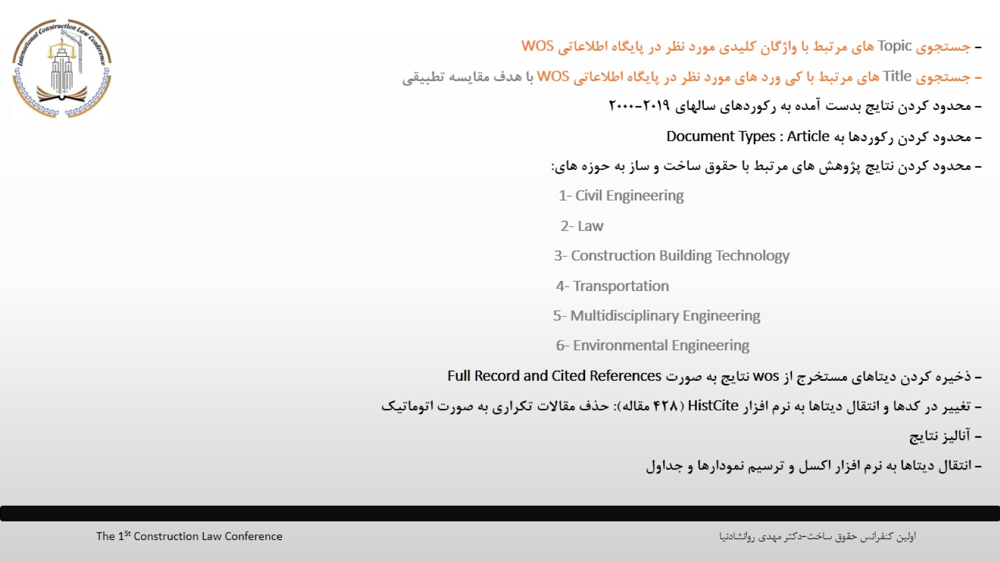 International Construction Law Conference
- جستجوی Topic های مرتبط با واژگان کلیدی مورد نظر در پایگاه اطلاعاتی WOS
- جستجوی Title های مرتبط با کی ورد های مورد نظر در پایگاه اطلاعاتی WOS با هدف مقایسه تطبیقی
- محدود کردن نتایج بدست آمده به رکوردهای سالهای ۲۰۱۹-۲۰۰۰
- محدود کردن رکوردها به Document Types : Article
- محدود کردن نتایج پژوهش های مرتبط با حقوق ساخت و ساز به حوزه های:
1- Civil Engineering
2- Law
3- Construction Building Technology
4- Transportation
5- Multidisciplinary Engineering
6- Environmental Engineering
- ذخیره کردن دیتاهای مستخرج از wos نتایج به صورت Full Record and Cited References
- تغییر در کدها و انتقال دیتاها به نرم افزار HistCite (۴۲۸ مقاله): حذف مقالات تکراری به صورت اتوماتیک
- آنالیز نتایج
- انتقال دیتاها به نرم افزار اکسل و ترسیم نمودارها و جداول
The 1St Construction Law Conference
اولین کنفرانس حقوق ساخت-دکتر مهدی روانشادنیا